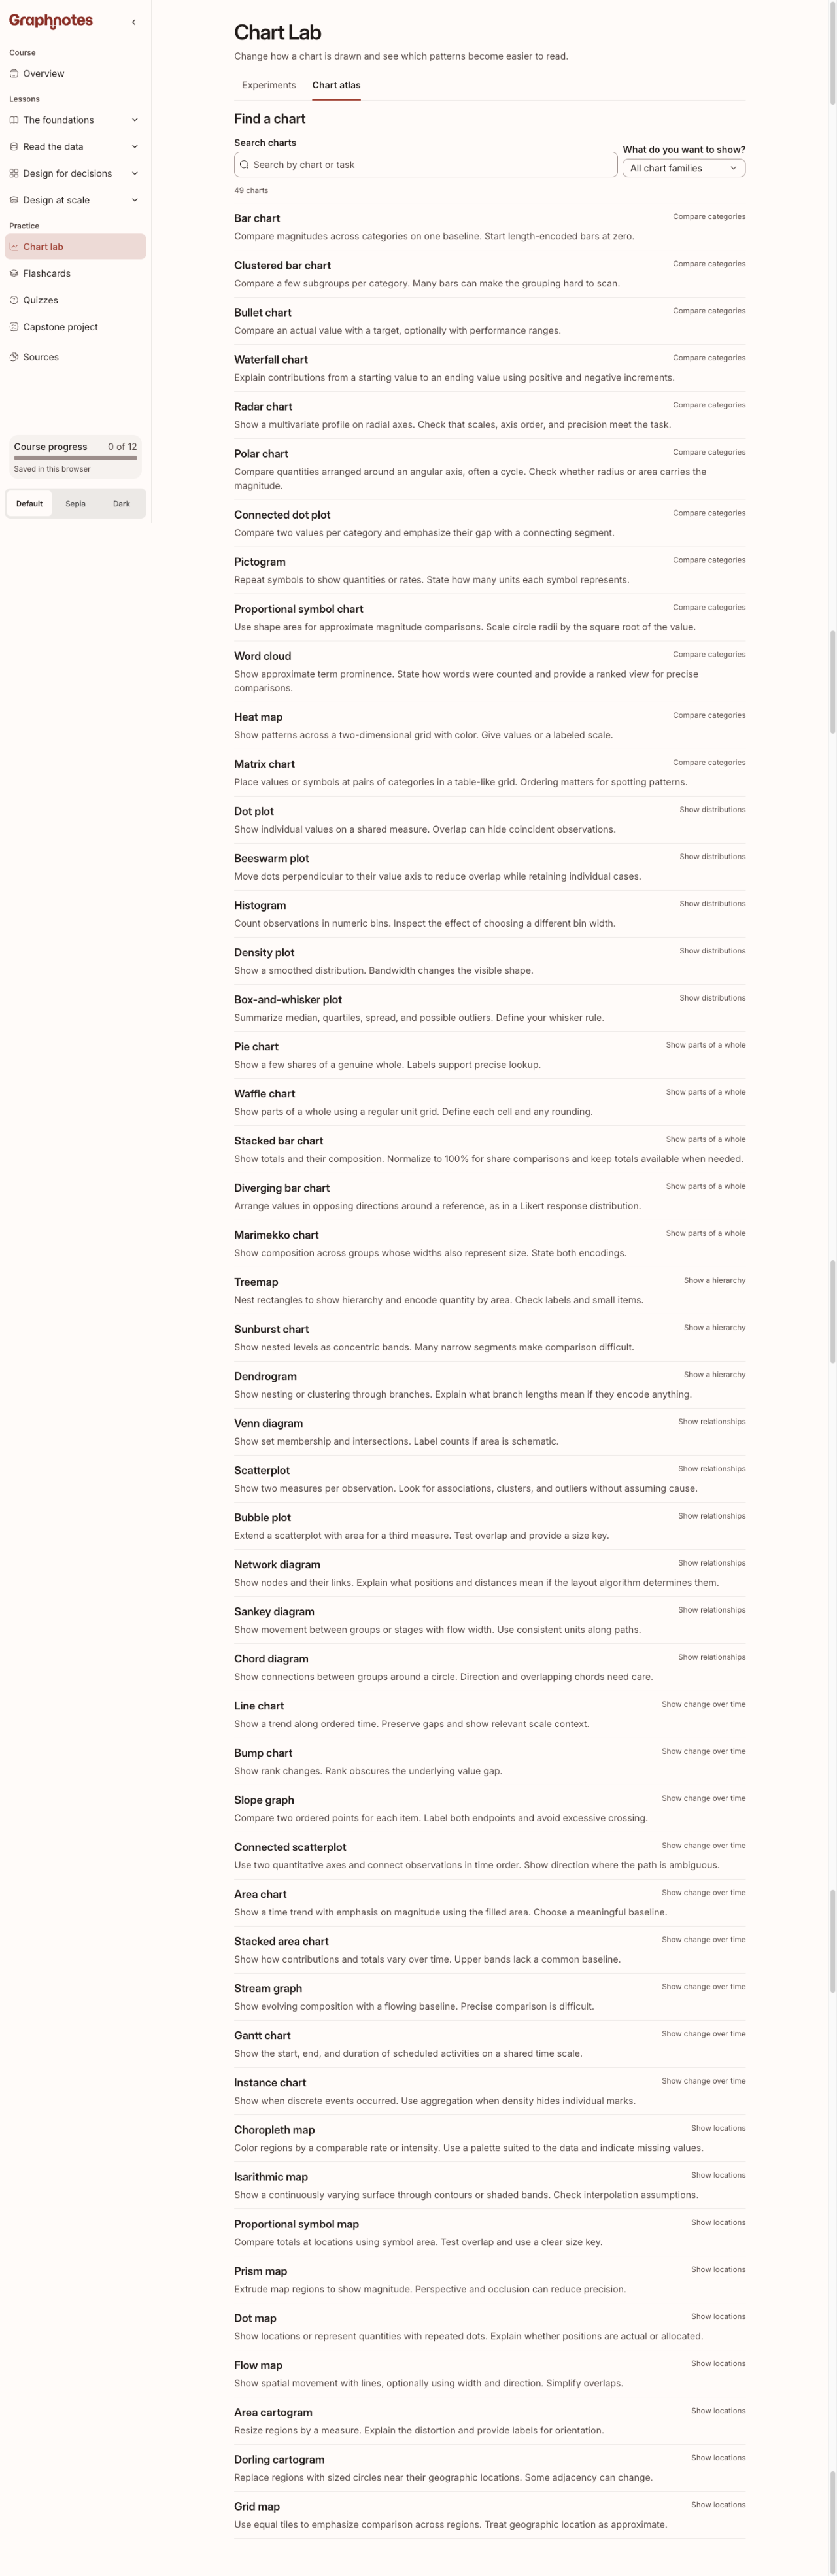 Graphnotes
Course
Overview
Lessons
The foundations
Read the data
Design for decisions
Design at scale
Practice
Chart lab
Flashcards
Quizzes
Capstone project
Sources
Course progress 0 of 12
Saved in this browser
Default Sepia Dark
Chart Lab
Change how a chart is drawn and see which patterns become easier to read.
Experiments Chart atlas
Find a chart
Search charts
Search by chart or task
What do you want to show?
All chart families
49 charts
Bar chart Compare categories
Compare magnitudes across categories on one baseline. Start length-encoded bars at zero.
Clustered bar chart Compare categories
Compare a few subgroups per category. Many bars can make the grouping hard to scan.
Bullet chart Compare categories
Compare an actual value with a target, optionally with performance ranges.
Waterfall chart Compare categories
Explain contributions from a starting value to an ending value using positive and negative increments.
Radar chart Compare categories
Show a multivariate profile on radial axes. Check that scales, axis order, and precision meet the task.
Polar chart Compare categories
Compare quantities arranged around an angular axis, often a cycle. Check whether radius or area carries the
magnitude.
Connected dot plot Compare categories
Compare two values per category and emphasize their gap with a connecting segment.
Pictogram Compare categories
Repeat symbols to show quantities or rates. State how many units each symbol represents.
Proportional symbol chart Compare categories
Use shape area for approximate magnitude comparisons. Scale circle radii by the square root of the value.
Word cloud Compare categories
Show approximate term prominence. State how words were counted and provide a ranked view for precise
comparisons.
Heat map Compare categories
Show patterns across a two-dimensional grid with color. Give values or a labeled scale.
Matrix chart Compare categories
Place values or symbols at pairs of categories in a table-like grid. Ordering matters for spotting patterns.
Dot plot Show distributions
Show individual values on a shared measure. Overlap can hide coincident observations.
Beeswarm plot Show distributions
Move dots perpendicular to their value axis to reduce overlap while retaining individual cases.
Histogram Show distributions
Count observations in numeric bins. Inspect the effect of choosing a different bin width.
Density plot Show distributions
Show a smoothed distribution. Bandwidth changes the visible shape.
Box-and-whisker plot Show distributions
Summarize median, quartiles, spread, and possible outliers. Define your whisker rule.
Pie chart Show parts of a whole
Show a few shares of a genuine whole. Labels support precise lookup.
Waffle chart Show parts of a whole
Show parts of a whole using a regular unit grid. Define each cell and any rounding.
Stacked bar chart Show parts of a whole
Show totals and their composition. Normalize to 100% for share comparisons and keep totals available when needed.
Diverging bar chart Show parts of a whole
Arrange values in opposing directions around a reference, as in a Likert response distribution.
Marimekko chart Show parts of a whole
Show composition across groups whose widths also represent size. State both encodings.
Treemap Show a hierarchy
Nest rectangles to show hierarchy and encode quantity by area. Check labels and small items.
Sunburst chart Show a hierarchy
Show nested levels as concentric bands. Many narrow segments make comparison difficult.
Dendrogram Show a hierarchy
Show nesting or clustering through branches. Explain what branch lengths mean if they encode anything.
Venn diagram Show relationships
Show set membership and intersections. Label counts if area is schematic.
Scatterplot Show relationships
Show two measures per observation. Look for associations, clusters, and outliers without assuming cause.
Bubble plot Show relationships
Extend a scatterplot with area for a third measure. Test overlap and provide a size key.
Network diagram Show relationships
Show nodes and their links. Explain what positions and distances mean if the layout algorithm determines them.
Sankey diagram Show relationships
Show movement between groups or stages with flow width. Use consistent units along paths.
Chord diagram Show relationships
Show connections between groups around a circle. Direction and overlapping chords need care.
Line chart Show change over time
Show a trend along ordered time. Preserve gaps and show relevant scale context.
Bump chart Show change over time
Show rank changes. Rank obscures the underlying value gap.
Slope graph Show change over time
Compare two ordered points for each item. Label both endpoints and avoid excessive crossing.
Connected scatterplot Show change over time
Use two quantitative axes and connect observations in time order. Show direction where the path is ambiguous.
Area chart Show change over time
Show a time trend with emphasis on magnitude using the filled area. Choose a meaningful baseline.
Stacked area chart Show change over time
Show how contributions and totals vary over time. Upper bands lack a common baseline.
Stream graph Show change over time
Show evolving composition with a flowing baseline. Precise comparison is difficult.
Gantt chart Show change over time
Show the start, end, and duration of scheduled activities on a shared time scale.
Instance chart Show change over time
Show when discrete events occurred. Use aggregation when density hides individual marks.
Choropleth map Show locations
Color regions by a comparable rate or intensity. Use a palette suited to the data and indicate missing values.
Isarithmic map Show locations
Show a continuously varying surface through contours or shaded bands. Check interpolation assumptions.
Proportional symbol map Show locations
Compare totals at locations using symbol area. Test overlap and use a clear size key.
Prism map Show locations
Extrude map regions to show magnitude. Perspective and occlusion can reduce precision.
Dot map Show locations
Show locations or represent quantities with repeated dots. Explain whether positions are actual or allocated.
Flow map Show locations
Show spatial movement with lines, optionally using width and direction. Simplify overlaps.
Area cartogram Show locations
Resize regions by a measure. Explain the distortion and provide labels for orientation.
Dorling cartogram Show locations
Replace regions with sized circles near their geographic locations. Some adjacency can change.
Grid map Show locations
Use equal tiles to emphasize comparison across regions. Treat geographic location as approximate.